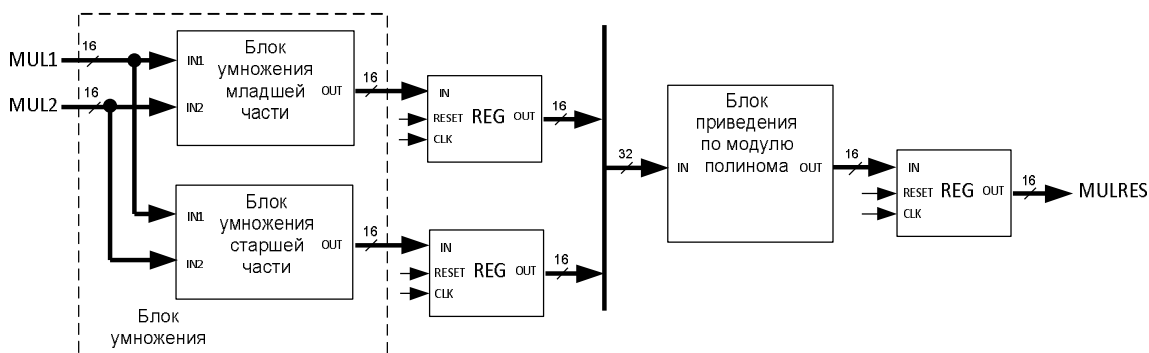 MUL1
16
MUL2
16
IN1
IN2
Блок
умножения
младшей
части
OUT
16
IN
RESET
CLK
REG
OUT
16
IN1
IN2
Блок
умножения
старшей
части
OUT
16
IN
RESET
CLK
REG
OUT
16
Блок
умножения
32
IN
Блок
приведения
по модулю
полинома
OUT
16
IN
RESET
CLK
REG
OUT
16
MULRES